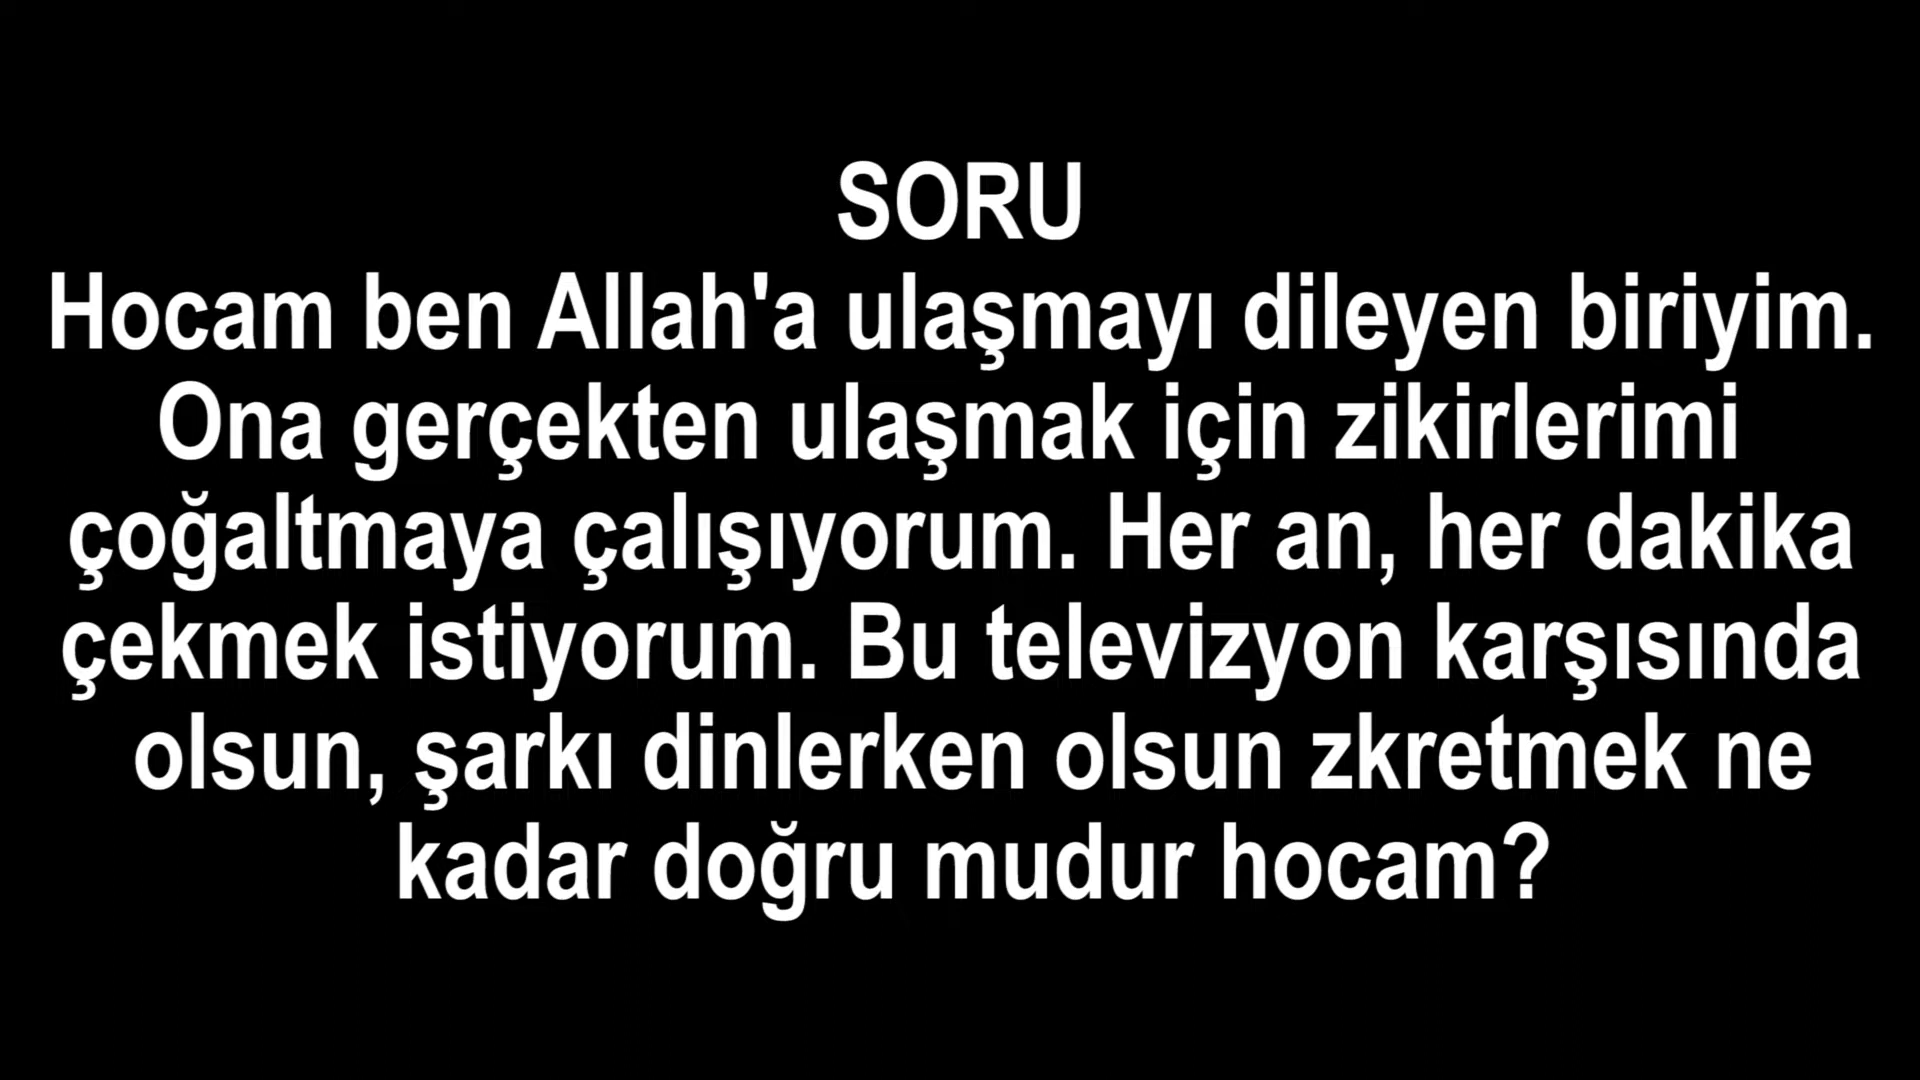 SORU
Hocam ben Allah'a ulaşmayı dileyen biriyim.
Ona gerçekten ulaşmak için zikirlerimi
çoğaltmaya çalışıyorum. Her an, her dakika
çekmek istiyorum. Bu televizyon karşısında
olsun, şarkı dinlerken olsun zkretmek ne
kadar doğru mudur hocam?